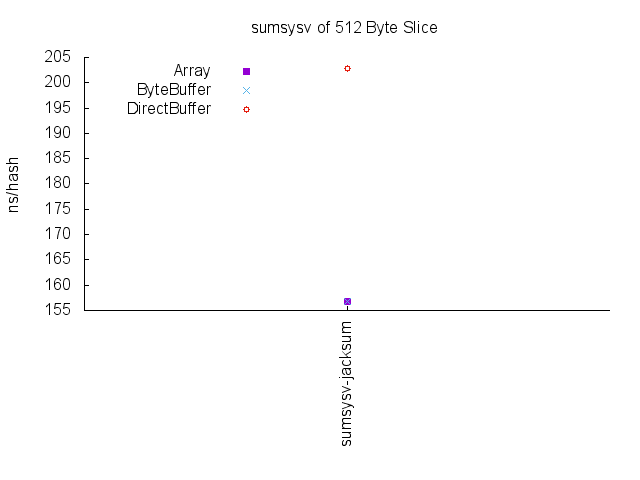 sumsysv of 512 Byte Slice
205
200
195
190
185
180
175
170
165
160
155
ns/hash
Array
ByteBuffer
DirectBuffer
sumsysv-jacksum